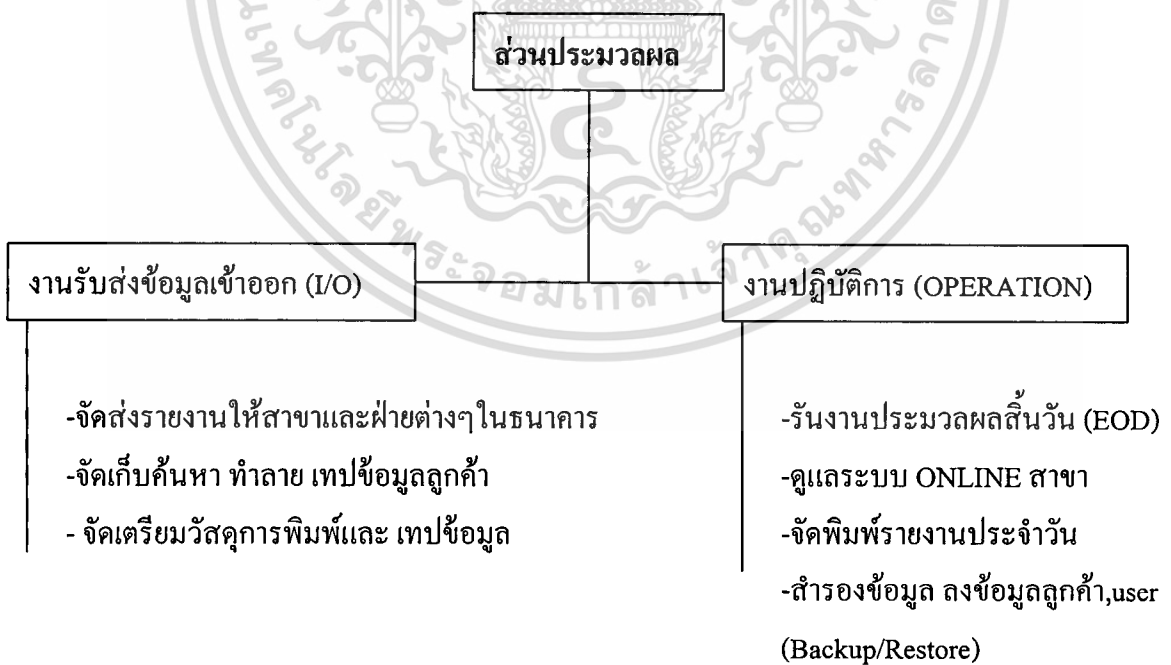 ส่วนประมวลผล
งานรับส่งข้อมูลเข้าออก (I/O)
งานปฏิบัติการ (OPERATION)
-จัดส่งรายงานให้สาขาและฝ่ายต่างๆในธนาคาร
-จัดเก็บค้นหา ทำลาย เทปข้อมูลลูกค้า
- จัดเตรียมวัสดุการพิมพ์และ เทปข้อมูล
-รันงานประมวลผลสิ้นวัน (EOD)
-ดูแลระบบ ONLINE สาขา
-จัดพิมพ์รายงานประจำวัน
-สำรองข้อมูล ลงข้อมูลลูกค้า,user
(Backup/Restore)